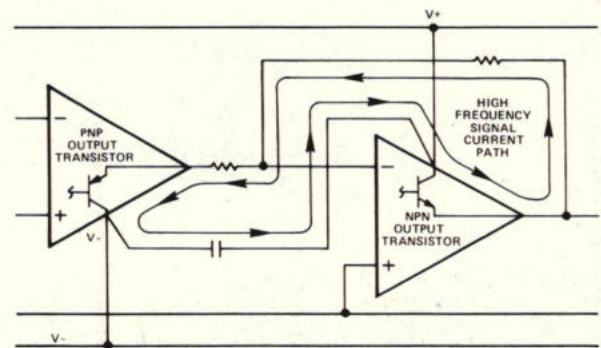 V+
HIGH
FREQUENCY
SIGNAL
CURRENT
PATH
−
PNP
OUTPUT
TRANSISTOR
+
V-
−
NPN
OUTPUT
TRANSISTOR
+
V-